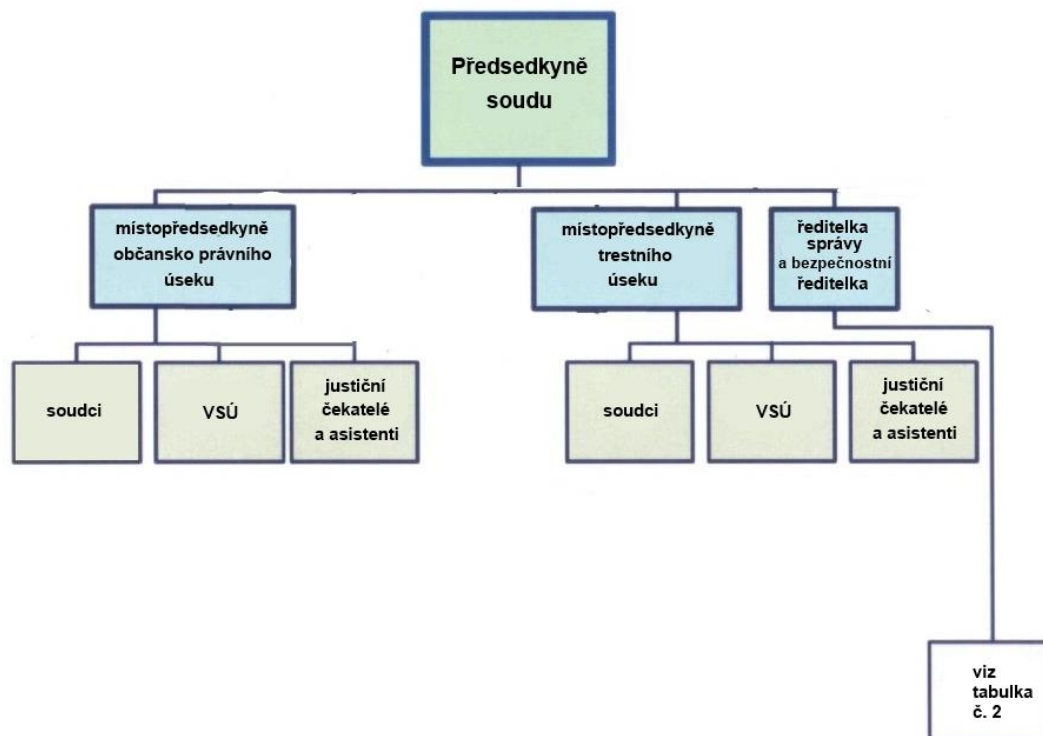 Předsedkyně
soudu
místopředsedkyně
občansko právního
úseku
místopředsedkyně
trestního
úseku
ředitelka
správy
a bezpečnostní
ředitelka
soudci
VSÚ
justiční
čekatelé
a asistenti
soudci
VSÚ
justiční
čekatelé
a asistenti
viz
tabulka
č. 2